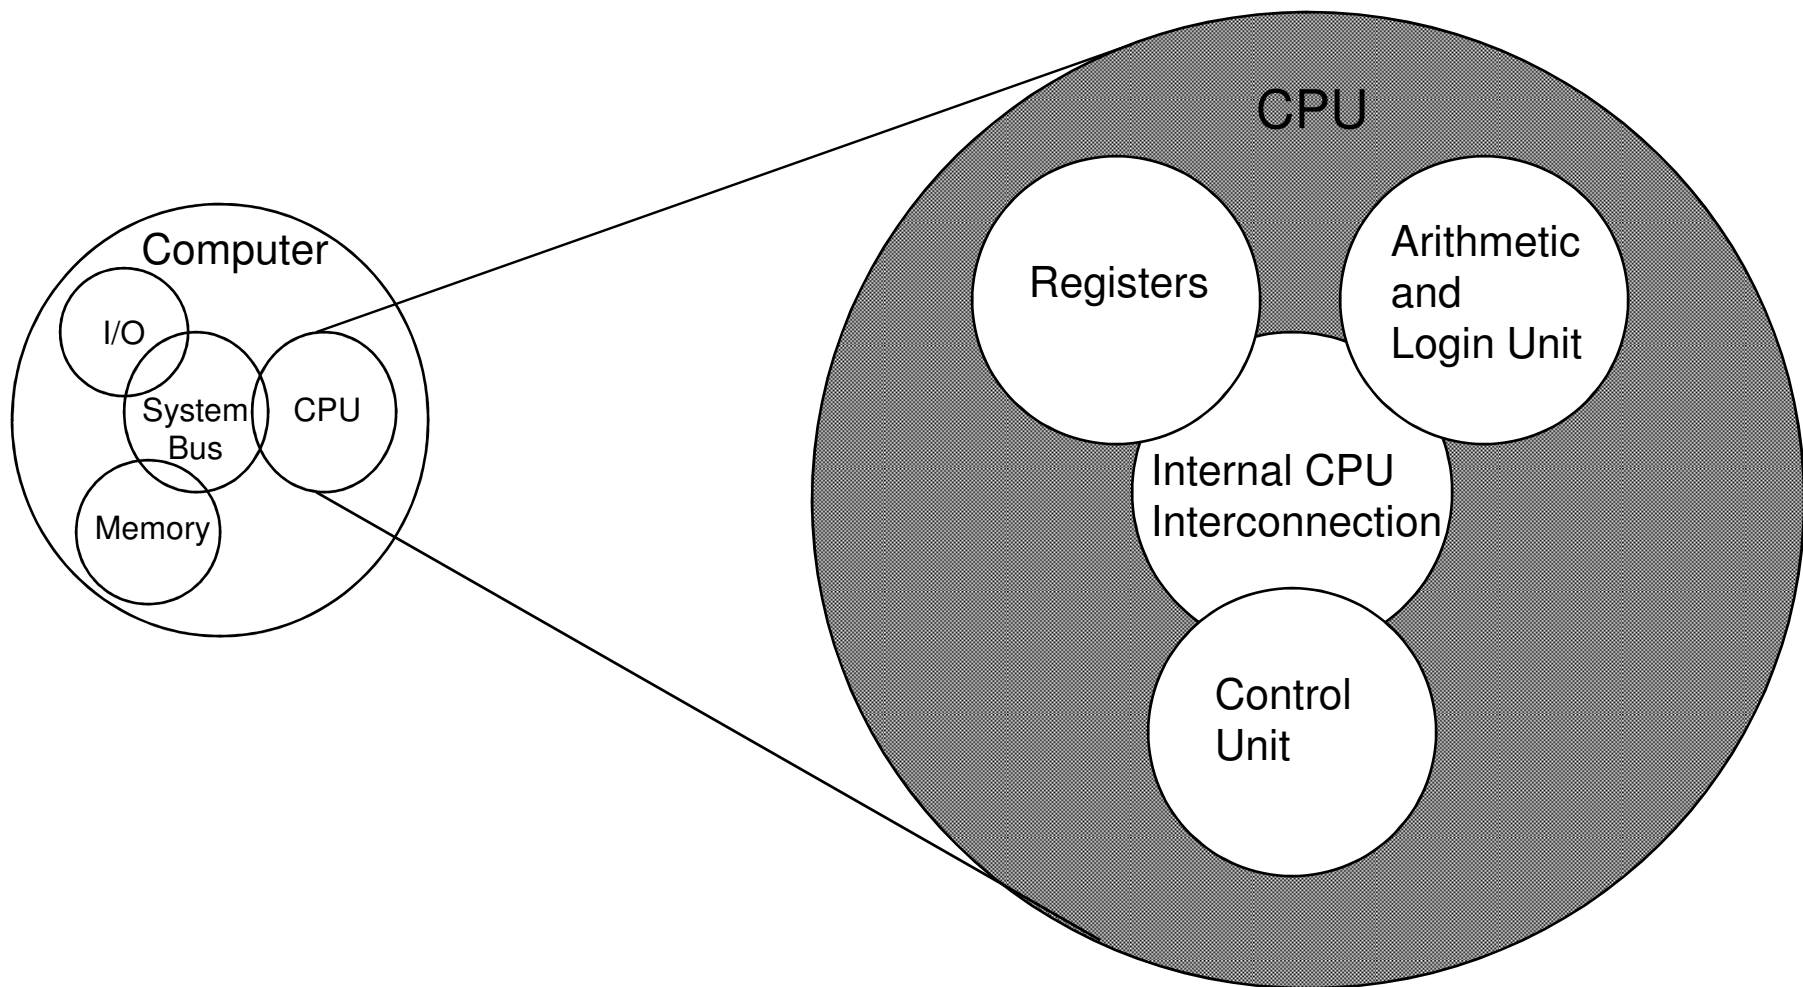 Computer
I/O
System
Bus
CPU
Memory
CPU
Registers
Arithmetic
and
Login Unit
Internal CPU
Interconnection
Control
Unit